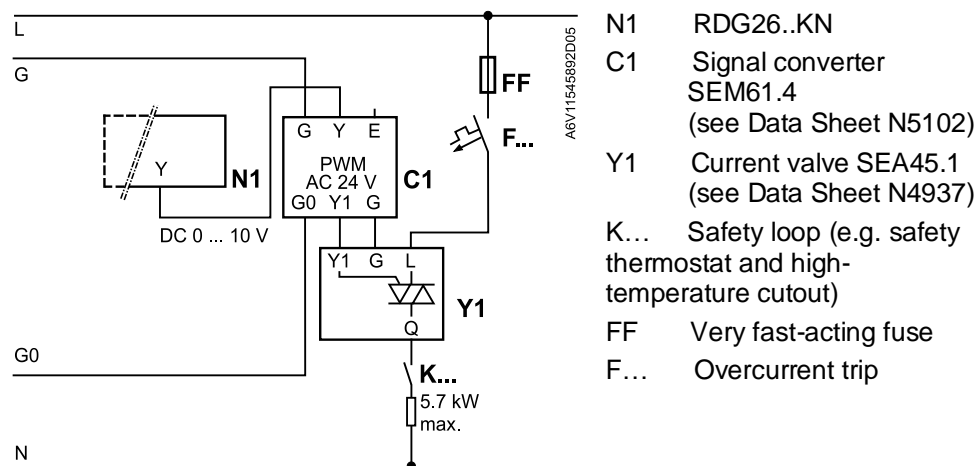 L
G
A6V11545892D05
FF
F...
G Y E
Y
N1
PWM
AC 24 V
C1
G0 Y1 G
DC 0 ... 10 V
Y1 G L
Y1
Q
G0
K...
5.7 kW
max.
N
N1 RDG26..KN
C1 Signal converter
SEM61.4
(see Data Sheet N5102)
Y1 Current valve SEA45.1
(see Data Sheet N4937)
K… Safety loop (e.g. safety
thermostat and high-
temperature cutout)
FF Very fast-acting fuse
F… Overcurrent trip